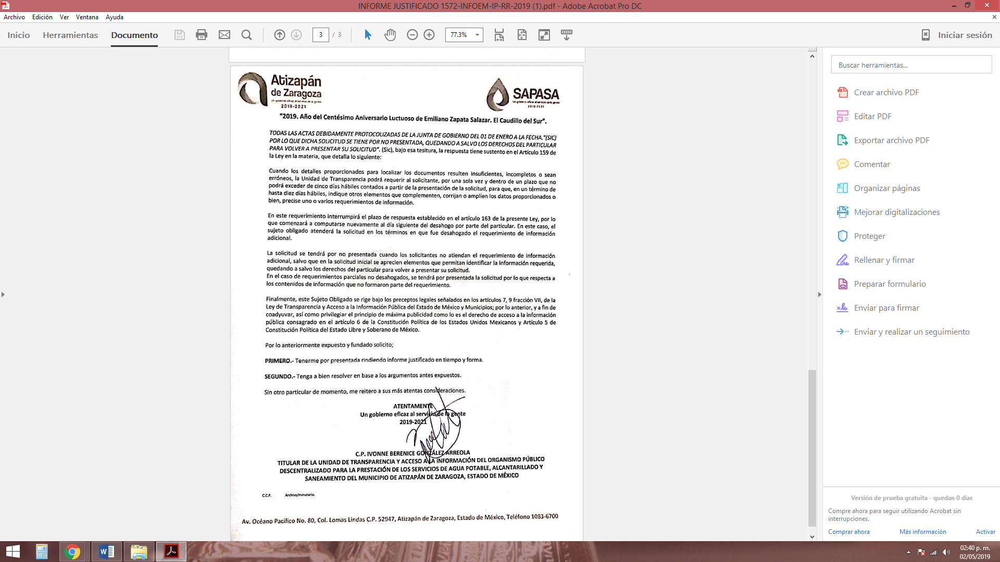 INFORME JUSTIFICADO 1572-INFOEM-IP-RR-2019 (1).pdf - Adobe Acrobat Pro DC
Archivo Edición Ver Ventana Ayuda
Inicio Herramientas Documento 3 / 3 77.3% Iniciar sesión
Atizapán
de Zaragoza
Un gobierno eficaz al servicio de la gente
2019-2021
SAPASA
Un gobierno eficaz al servicio de la gente
2019-2021
“2019. Año del Centésimo Aniversario Luctuoso de Emiliano Zapata Salazar. El Caudillo del Sur”.
TODAS LAS ACTAS DEBIDAMENTE PROTOCOLIZADAS DE LA JUNTA DE GOBIERNO DEL 01 DE ENERO A LA FECHA.”(SIC)
POR LO QUE DICHA SOLICITUD SE TIENE POR NO PRESENTADA, QUEDANDO A SALVO LOS DERECHOS DEL PARTICULAR
PARA VOLVER A PRESENTAR SU SOLICITUD”. (Sic), bajo esa tesitura, la respuesta tiene sustento en el Artículo 159 de
la Ley en la materia, que detalla lo siguiente:
Cuando los detalles proporcionados para localizar los documentos resulten insuficientes, incompletos o sean
erróneos, la Unidad de Transparencia podrá requerir al solicitante, por una sola vez y dentro de un plazo que no
podrá exceder de cinco días hábiles contados a partir de la presentación de la solicitud, para que, en un término de
hasta diez días hábiles, indique otros elementos que complementen, corrijan o amplíen los datos proporcionados o
bien, precise uno o varios requerimientos de información.
En este requerimiento interrumpirá el plazo de respuesta establecido en el artículo 163 de la presente Ley, por lo
que comenzará a computarse nuevamente al día siguiente del desahogo por parte del particular. En este caso, el
sujeto obligado atenderá la solicitud en los términos en que fue desahogado el requerimiento de información
adicional.
La solicitud se tendrá por no presentada cuando los solicitantes no atiendan el requerimiento de información
adicional, salvo que en la solicitud inicial se aprecien elementos que permitan identificar la información requerida,
quedando a salvo los derechos del particular para volver a presentar su solicitud.
En el caso de requerimientos parciales no desahogados, se tendrá por presentada la solicitud por lo que respecta a
los contenidos de información que no formaron parte del requerimiento.
Finalmente, este Sujeto Obligado se rige bajo los preceptos legales señalados en los artículos 7, 9 fracción VII, de la
Ley de Transparencia y Acceso a la Información Pública del Estado de México y Municipios; por lo anterior, y a fin de
coadyuvar, así como privilegiar el principio de máxima publicidad como lo es el derecho de acceso a la información
pública consagrado en el artículo 6 de la Constitución Política de los Estados Unidos Mexicanos y Artículo 5 de
Constitución Política del Estado Libre y Soberano de México.
Por lo anteriormente expuesto y fundado solicito;
PRIMERO.- Tenerme por presentada rindiendo informe justificado en tiempo y forma.
SEGUNDO.- Tenga a bien resolver en base a los argumentos antes expuestos.
Sin otro particular de momento, me reitero a sus más atentas consideraciones.
ATENTAMENTE
Un gobierno eficaz al servicio de la gente
2019-2021
C.P. IVONNE BERENICE GONZÁLEZ ARREOLA
TITULAR DE LA UNIDAD DE TRANSPARENCIA Y ACCESO A LA INFORMACIÓN DEL ORGANISMO PÚBLICO
DESCENTRALIZADO PARA LA PRESTACIÓN DE LOS SERVICIOS DE AGUA POTABLE, ALCANTARILLADO Y
SANEAMIENTO DEL MUNICIPIO DE ATIZAPÁN DE ZARAGOZA, ESTADO DE MÉXICO
C.C.P. Archivo/minutario.
Av. Océano Pacífico No. 80, Col. Lomas Lindas C.P. 52947, Atizapán de Zaragoza, Estado de México, Teléfono 1083-6700
Buscar herramientas...
Crear archivo PDF
Editar PDF
Exportar archivo PDF
Comentar
Organizar páginas
Mejorar digitalizaciones
Proteger
Rellenar y firmar
Preparar formulario
Enviar para firmar
Enviar y realizar un seguimiento
Versión de prueba gratuita - quedan 0 días
Compre ahora para seguir utilizando Acrobat sin
interrupciones.
Comprar ahora Más información Activar
02:40 p. m.
02/05/2019